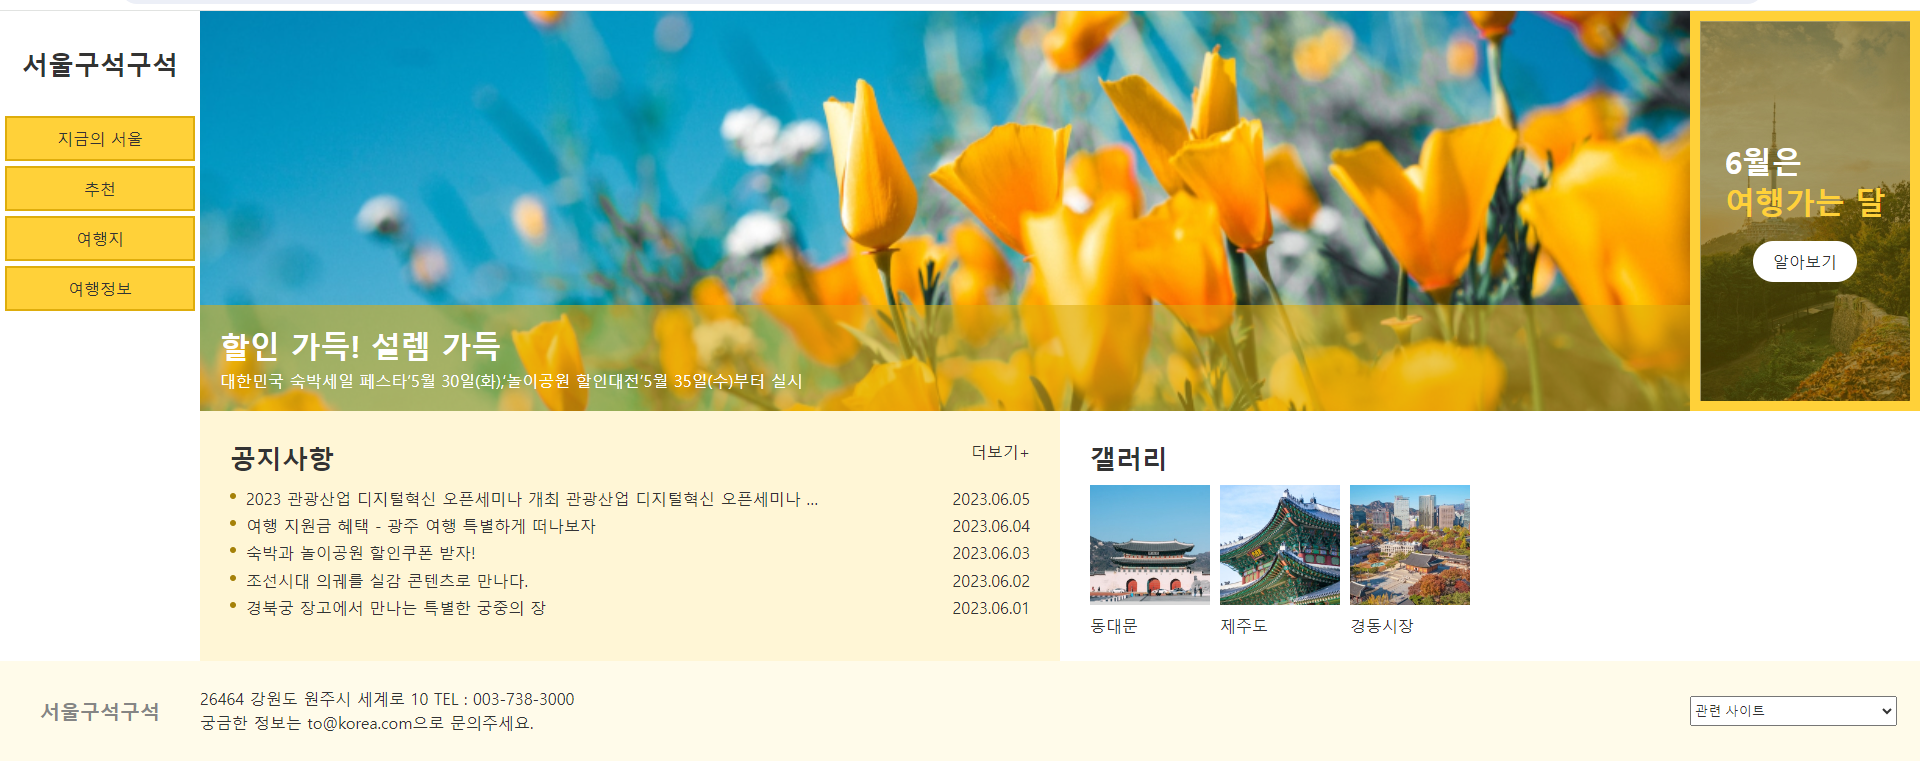 서울구석구석
지금의 서울
추천
여행지
여행정보
할인 가득! 설렘 가득
대한민국 숙박세일 페스타'5월 30일(화),'놀이공원 할인대전'5월 35일(수)부터 실시
6월은
여행가는 달
알아보기
공지사항
더보기+
2023 관광산업 디지털혁신 오픈세미나 개최 관광산업 디지털혁신 오픈세미나 ... 2023.06.05
여행 지원금 혜택 - 광주 여행 특별하게 떠나보자 2023.06.04
숙박과 놀이공원 할인쿠폰 받자! 2023.06.03
조선시대 의궤를 실감 콘텐츠로 만나다. 2023.06.02
경북궁 장고에서 만나는 특별한 궁중의 장 2023.06.01
갤러리
동대문
제주도
경동시장
서울구석구석
26464 강원도 원주시 세계로 10 TEL : 003-738-3000
궁금한 정보는 to@korea.com으로 문의주세요.
관련 사이트